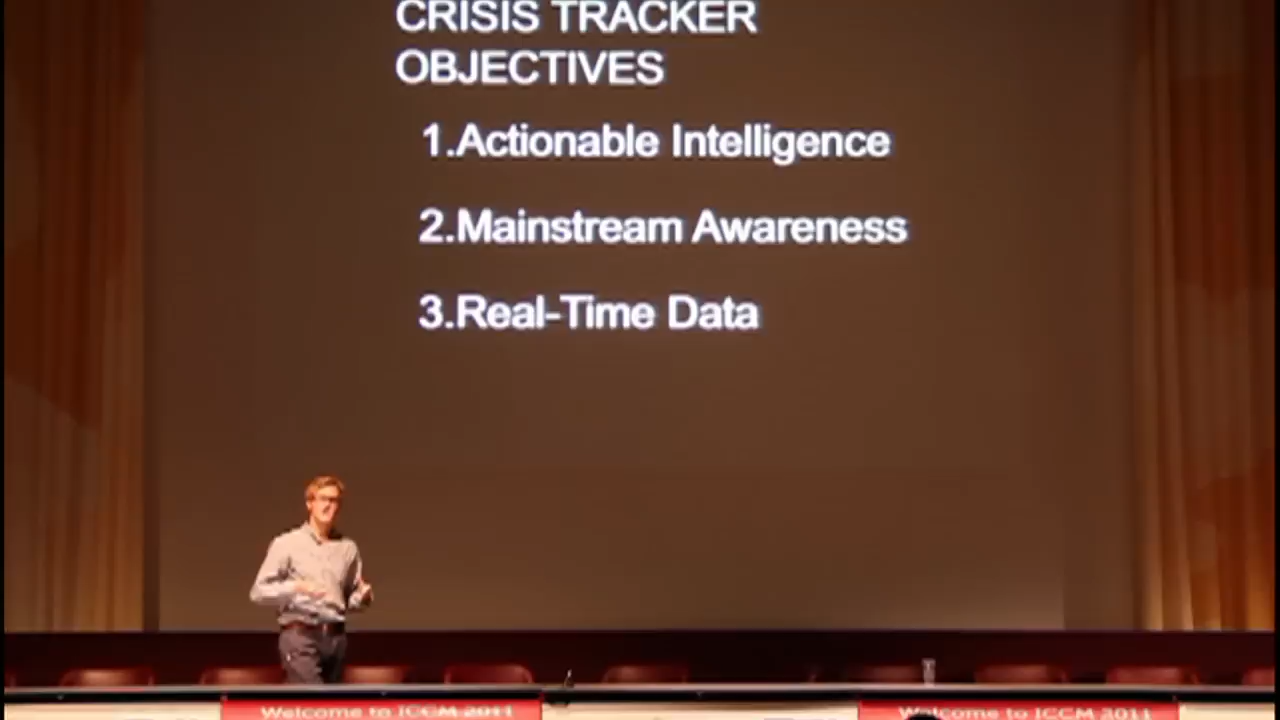 CRISIS TRACKER
OBJECTIVES
1.Actionable Intelligence
2.Mainstream Awareness
3.Real-Time Data
Welcome to ICCM 2011
Welcome to ICCM 2011